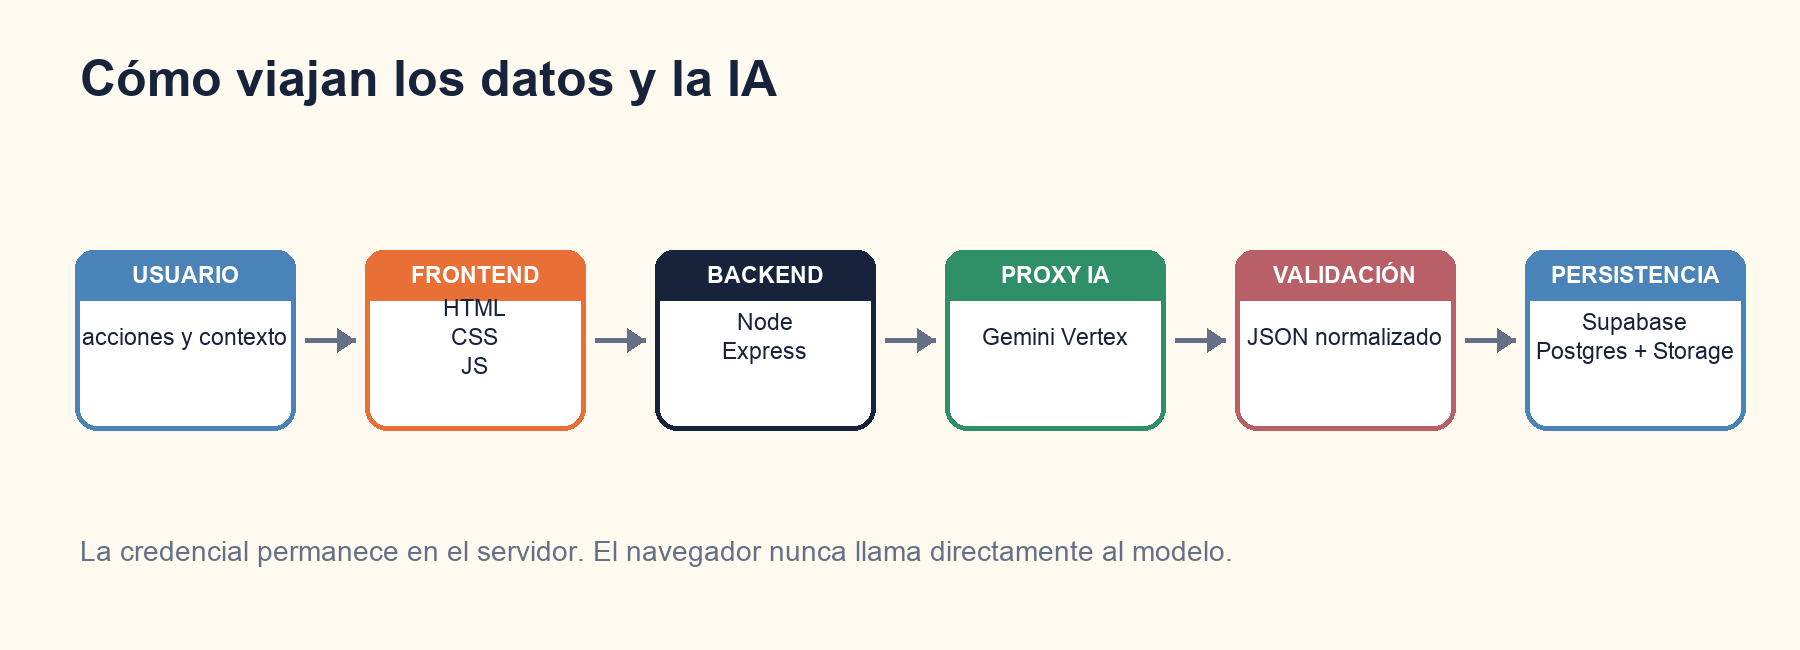 Cómo viajan los datos y la IA
USUARIO
acciones y contexto
FRONTEND
HTML
CSS
JS
BACKEND
Node
Express
PROXY IA
Gemini Vertex
VALIDACIÓN
JSON normalizado
PERSISTENCIA
Supabase
Postgres + Storage
La credencial permanece en el servidor. El navegador nunca llama directamente al modelo.